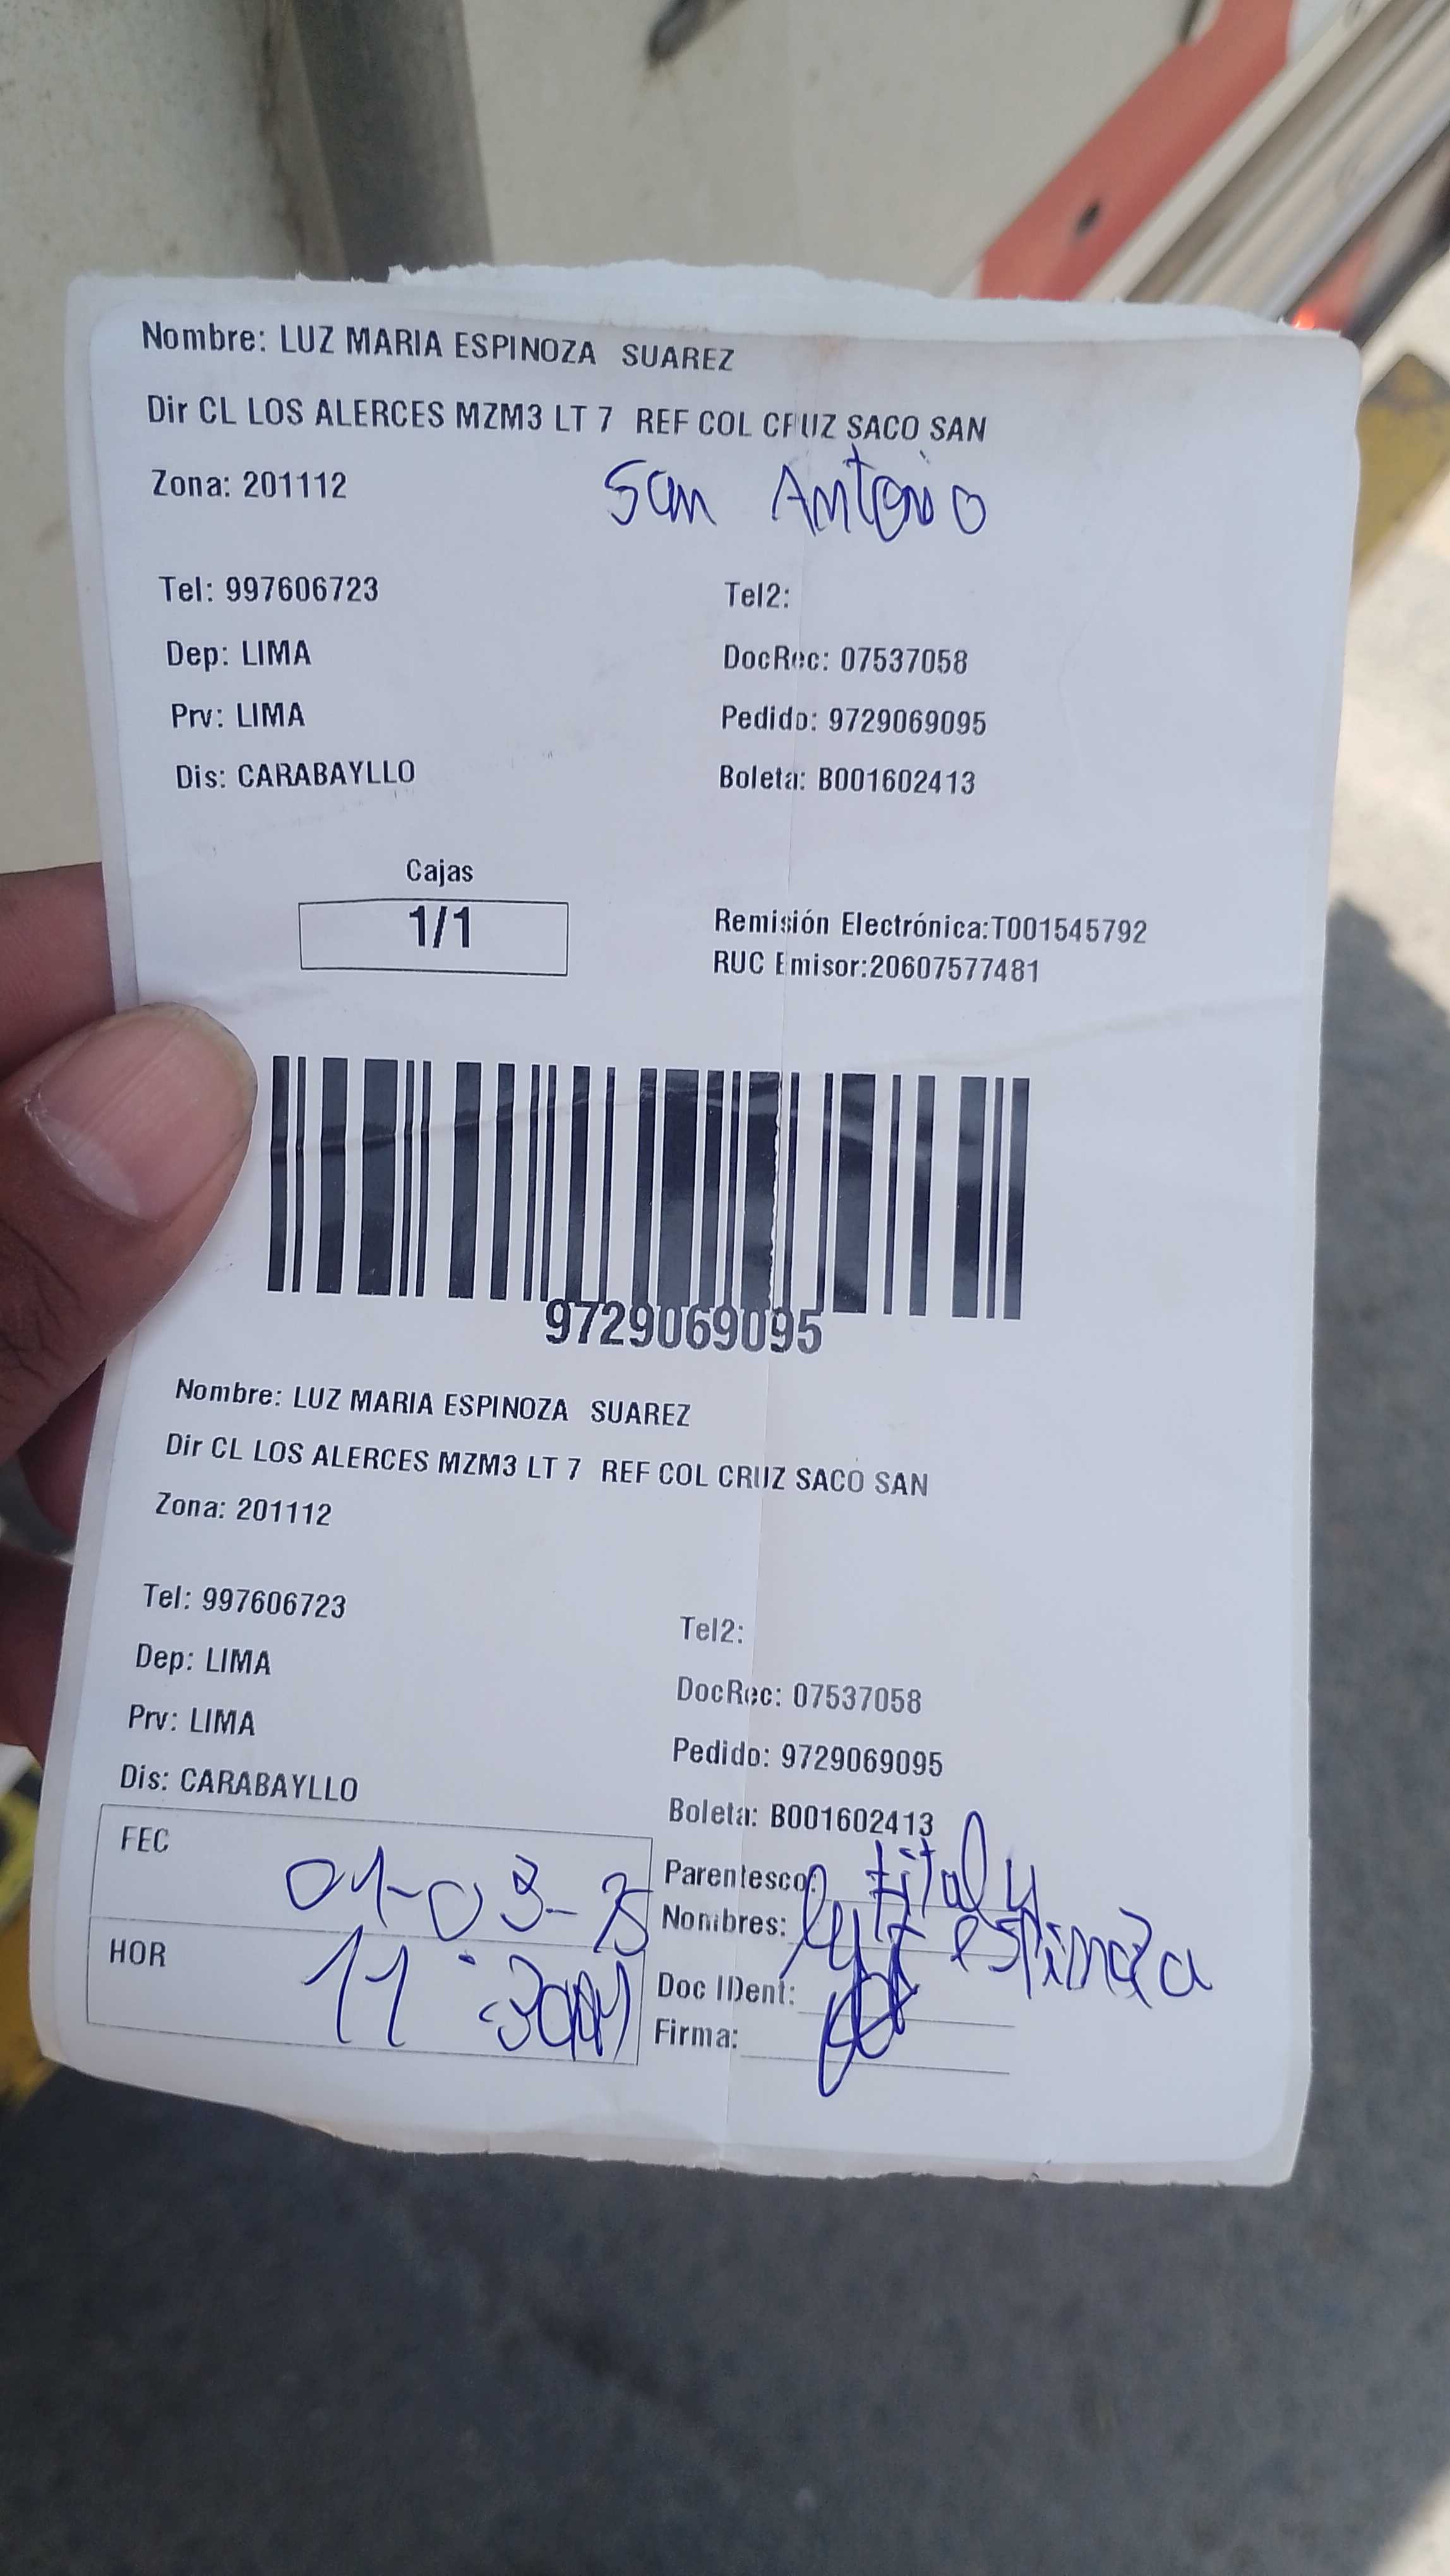 Nombre: LUZ MARIA ESPINOZA SUAREZ
Dir CL LOS ALERCES MZM3 LT 7 REF COL CRUZ SACO SAN
Zona: 201112
San Antonio
Tel: 997606723
Tel2:
Dep: LIMA
DocRec: 07537058
Prv: LIMA
Pedido: 9729069095
Dis: CARABAYLLO
Boleta: B001602413
Cajas
1/1
Remisión Electrónica:T001545792
RUC Emisor:20607577481
9729069095
Nombre: LUZ MARIA ESPINOZA SUAREZ
Dir CL LOS ALERCES MZM3 LT 7 REF COL CRUZ SACO SAN
Zona: 201112
Tel: 997606723
Tel2:
Dep: LIMA
DocRec: 07537058
Prv: LIMA
Pedido: 9729069095
Dis: CARABAYLLO
Boleta: B001602413
FEC 01-03-25
Parentesco:
Nombres: espinoza
HOR 11:30AM
Doc IDent:
Firma: